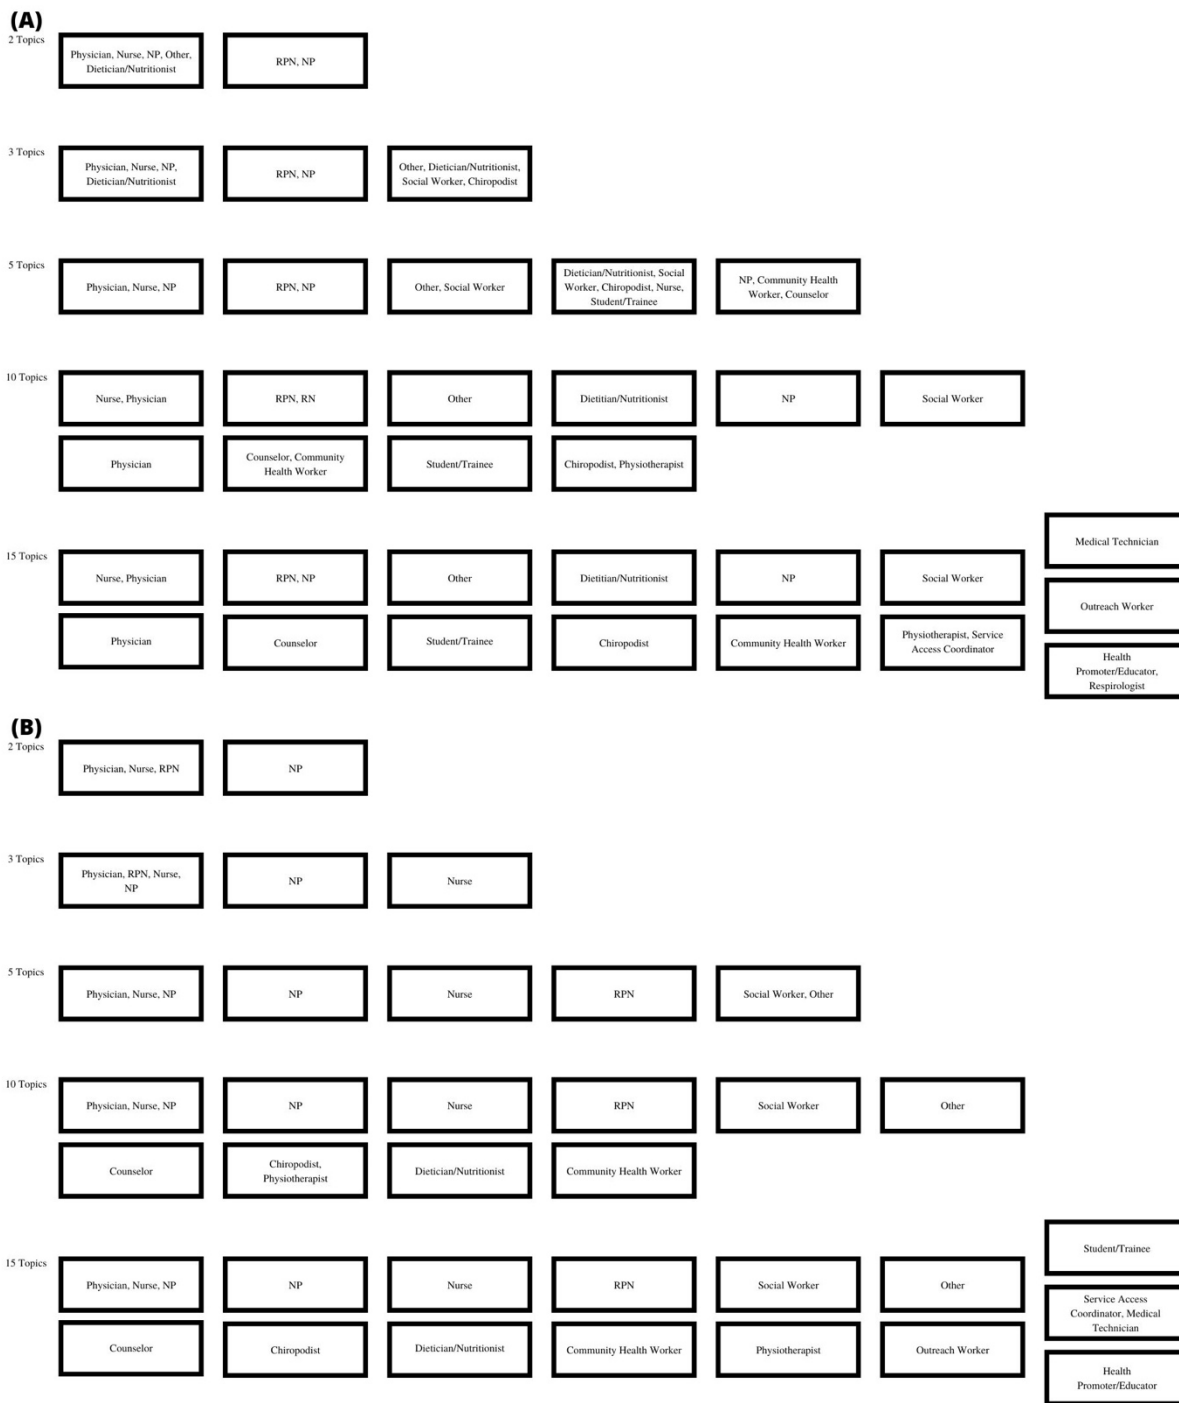 (A)
2 Topics
Physician, Nurse, NP, Other,
Dietician/Nutritionist
RPN, NP
3 Topics
Physician, Nurse, NP,
Dietician/Nutritionist
RPN, NP
Other, Dietician/Nutritionist,
Social Worker, Chiropodist
5 Topics
Physician, Nurse, NP
RPN, NP
Other, Social Worker
Dietician/Nutritionist, Social
Worker, Chiropodist, Nurse,
Student/Trainee
NP, Community Health
Worker, Counselor
10 Topics
Nurse, Physician
RPN, RN
Other
Dietitian/Nutritionist
NP
Social Worker
Physician
Counselor, Community
Health Worker
Student/Trainee
Chiropodist, Physiotherapist
15 Topics
Nurse, Physician
RPN, NP
Other
Dietitian/Nutritionist
NP
Social Worker
Physician
Counselor
Student/Trainee
Chiropodist
Community Health Worker
Physiotherapist, Service
Access Coordinator
Medical Technician
Outreach Worker
Health
Promoter/Educator,
Respirologist
(B)
2 Topics
Physician, Nurse, RPN
NP
3 Topics
Physician, RPN, Nurse,
NP
NP
Nurse
5 Topics
Physician, Nurse, NP
NP
Nurse
RPN
Social Worker, Other
10 Topics
Physician, Nurse, NP
NP
Nurse
RPN
Social Worker
Other
Counselor
Chiropodist,
Physiotherapist
Dietician/Nutritionist
Community Health Worker
15 Topics
Physician, Nurse, NP
NP
Nurse
RPN
Social Worker
Other
Counselor
Chiropodist
Dietician/Nutritionist
Community Health Worker
Physiotherapist
Outreach Worker
Student/Trainee
Service Access
Coordinator, Medical
Technician
Health
Promoter/Educator